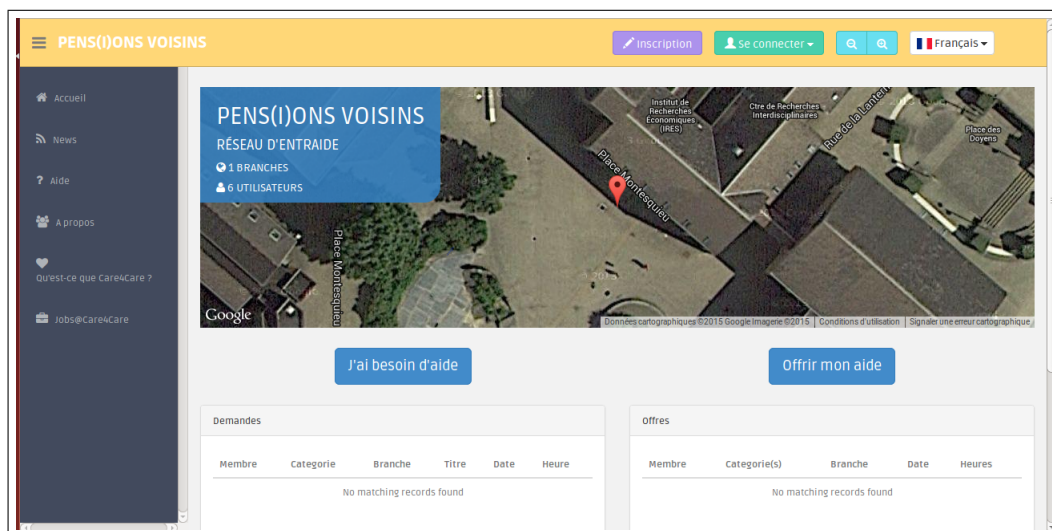 PENS(I)ONS VOISINS
Inscription
Se connecter
Français
Accueil
News
? Aide
A propos
Qu'est-ce que Care4Care ?
Jobs@Care4Care
PENS(I)ONS VOISINS
RÉSEAU D'ENTRAIDE
1 BRANCHES
6 UTILISATEURS
Institut de
Recherches
Économiques
(IRES)
Ctre de Recherches
Interdisciplinaires
Rue de la Lantern
Place des
Doyens
Place Montesquieu
Place Montesquieu
Google
Données cartographiques ©2015 Google Imagerie ©2015 | Conditions d'utilisation | Signaler une erreur cartographique
J'ai besoin d'aide
Offrir mon aide
Demandes
Membre Categorie Branche Titre Date Heure
No matching records found
Offres
Membre Categorie(s) Branche Date Heures
No matching records found